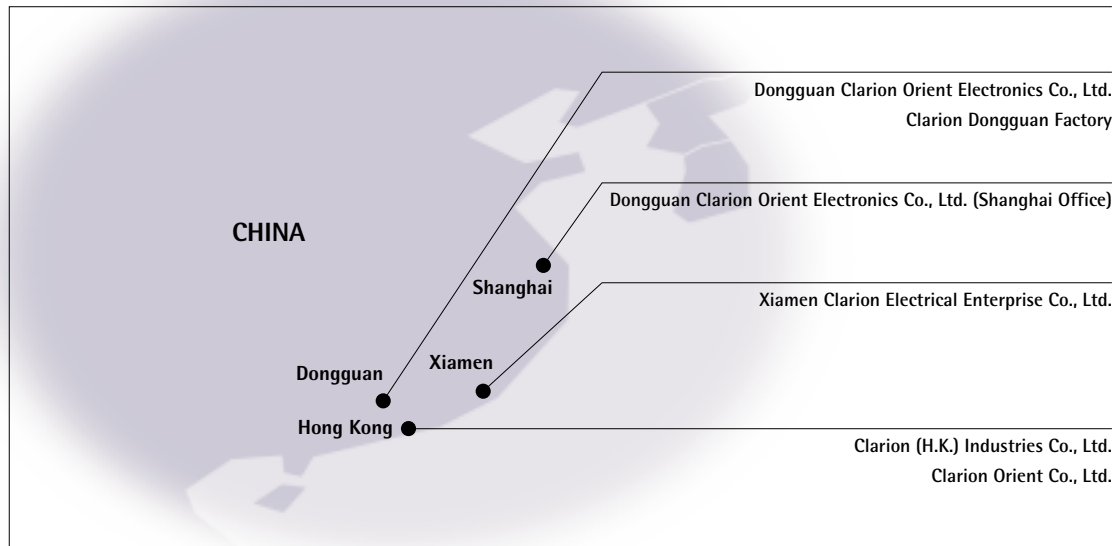 Dongguan Clarion Orient Electronics Co., Ltd.
Clarion Dongguan Factory
Dongguan Clarion Orient Electronics Co., Ltd. (Shanghai Office)
CHINA
Shanghai
Xiamen Clarion Electrical Enterprise Co., Ltd.
Xiamen
Dongguan
Hong Kong
Clarion (H.K.) Industries Co., Ltd.
Clarion Orient Co., Ltd.